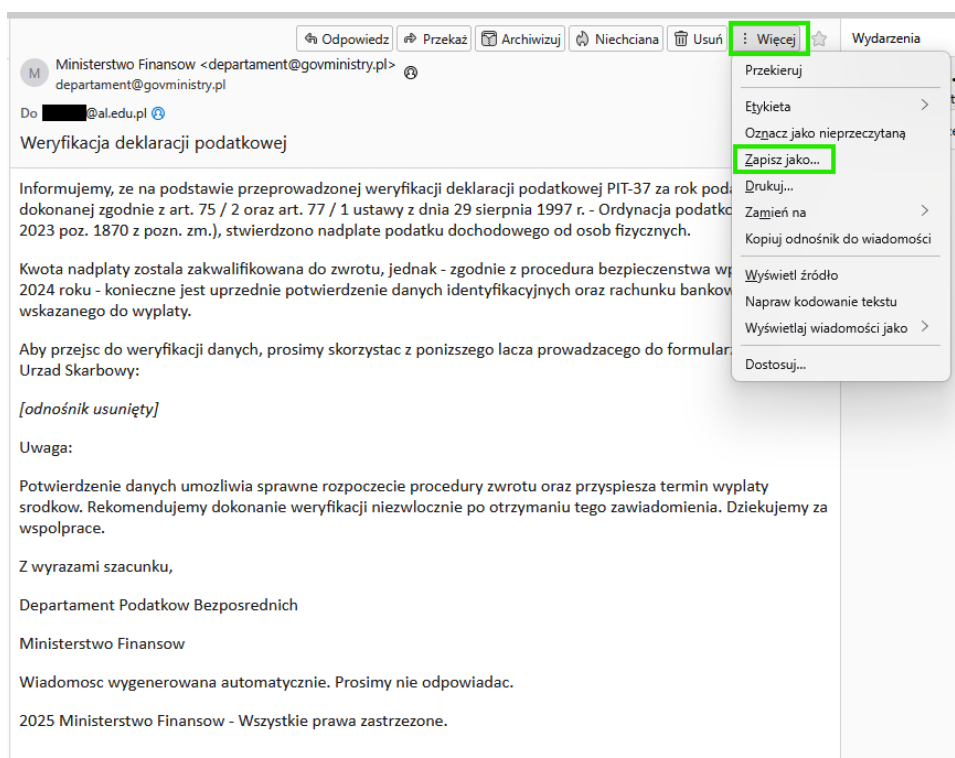 Odpowiedz Przekaż Archiwizuj Niechciana Usuń Więcej Wydarzenia
M
Ministerstwo Finansow <departament@govministry.pl>
departament@govministry.pl
Do @al.edu.pl
Weryfikacja deklaracji podatkowej
Przekieruj
Etykieta
Oznacz jako nieprzeczytaną
Zapisz jako...
Drukuj...
Zamień na
Kopiuj odnośnik do wiadomości
Wyświetl źródło
Napraw kodowanie tekstu
Wyświetlaj wiadomości jako
Dostosuj...
Informujemy, ze na podstawie przeprowadzonej weryfikacji deklaracji podatkowej PIT-37 za rok
dokonanej zgodnie z art. 75 / 2 oraz art. 77 / 1 ustawy z dnia 29 sierpnia 1997 r. - Ordynacja
2023 poz. 1870 z pozn. zm.), stwierdzono nadplate podatku dochodowego od osob fizycznych.
Kwota nadplaty zostala zakwalifikowana do zwrotu, jednak - zgodnie z procedura bezpieczenstwa
2024 roku - konieczne jest uprzednie potwierdzenie danych identyfikacyjnych oraz rachunku
wskazanego do wyplaty.
Aby przejsc do weryfikacji danych, prosimy skorzystac z ponizszego lacza prowadzacego do
Urzad Skarbowy:
[odnośnik usunięty]
Uwaga:
Potwierdzenie danych umozliwia sprawne rozpoczecie procedury zwrotu oraz przyspiesza termin wyplaty
srodkow. Rekomendujemy dokonanie weryfikacji niezwlocznie po otrzymaniu tego zawiadomienia. Dziekujemy za
wspolprace.
Z wyrazami szacunku,
Departament Podatkow Bezposrednich
Ministerstwo Finansow
Wiadomosc wygenerowana automatycznie. Prosimy nie odpowiadac.
2025 Ministerstwo Finansow - Wszystkie prawa zastrzezone.